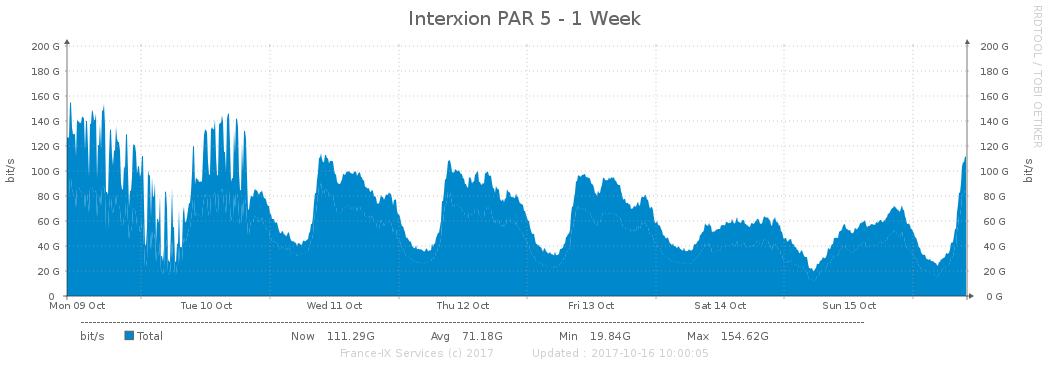 Interxion PAR 5 - 1 Week
RRDTOOL / TOBI OETIKER
bit/s
bit/s
200 G 200 G
180 G 180 G
160 G 160 G
140 G 140 G
120 G 120 G
100 G 100 G
80 G 80 G
60 G 60 G
40 G 40 G
20 G 20 G
0 0 G
Mon 09 Oct Tue 10 Oct Wed 11 Oct Thu 12 Oct Fri 13 Oct Sat 14 Oct Sun 15 Oct
bit/s Total Now 111.29G Avg 71.18G Min 19.84G Max 154.62G
France-IX Services (c) 2017 Updated : 2017-10-16 10:00:05